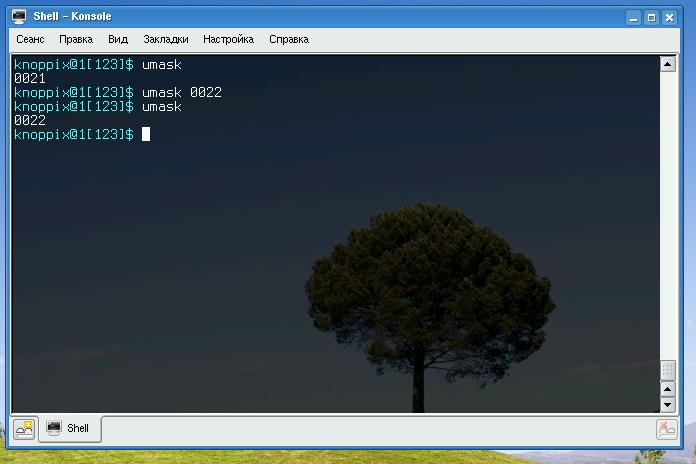 Shell - Konsole
Сеанс Правка Вид Закладки Настройка Справка
knoppix@1[123]$ umask
0021
knoppix@1[123]$ umask 0022
knoppix@1[123]$ umask
0022
knoppix@1[123]$
Shell